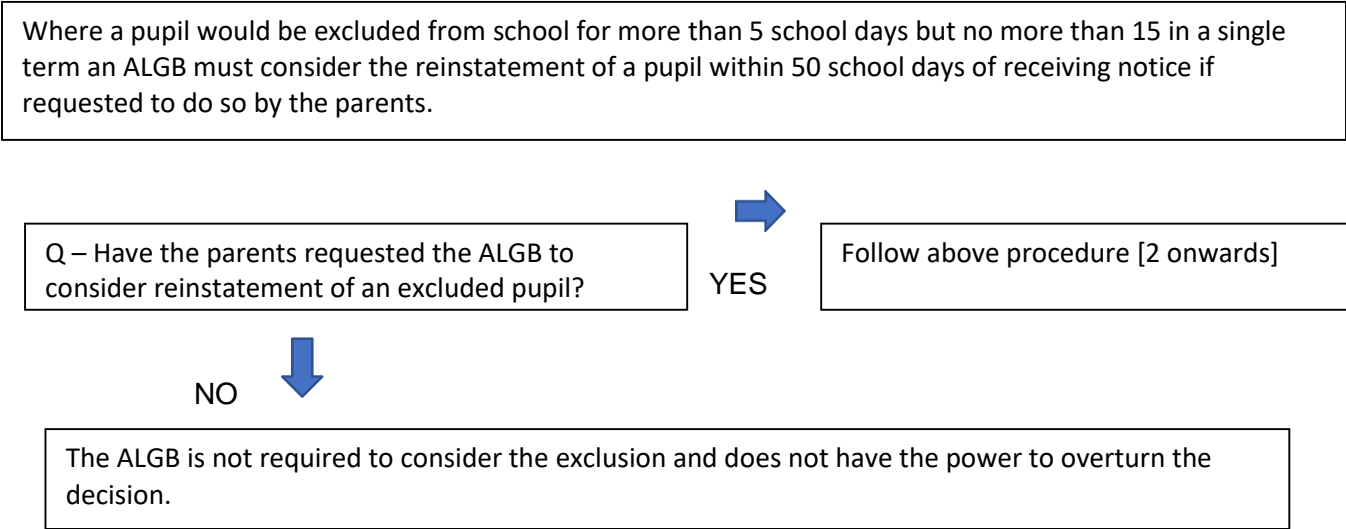 Where a pupil would be excluded from school for more than 5 school days but no more than 15 in a single
term an ALGB must consider the reinstatement of a pupil within 50 school days of receiving notice if
requested to do so by the parents.
Q – Have the parents requested the ALGB to
consider reinstatement of an excluded pupil?
YES
Follow above procedure [2 onwards]
NO
The ALGB is not required to consider the exclusion and does not have the power to overturn the
decision.